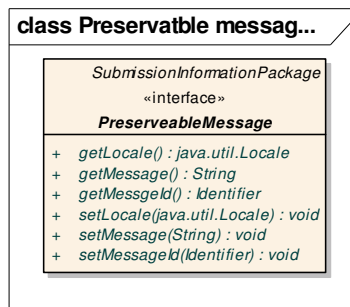 class Preservatble messag...
SubmissionInformationPackage
«interface»
PreserveableMessage
+ getLocale() : java.util.Locale
+ getMessage() : String
+ getMessgeId() : Identifier
+ setLocale(java.util.Locale) : void
+ setMessage(String) : void
+ setMessageId(Identifier) : void